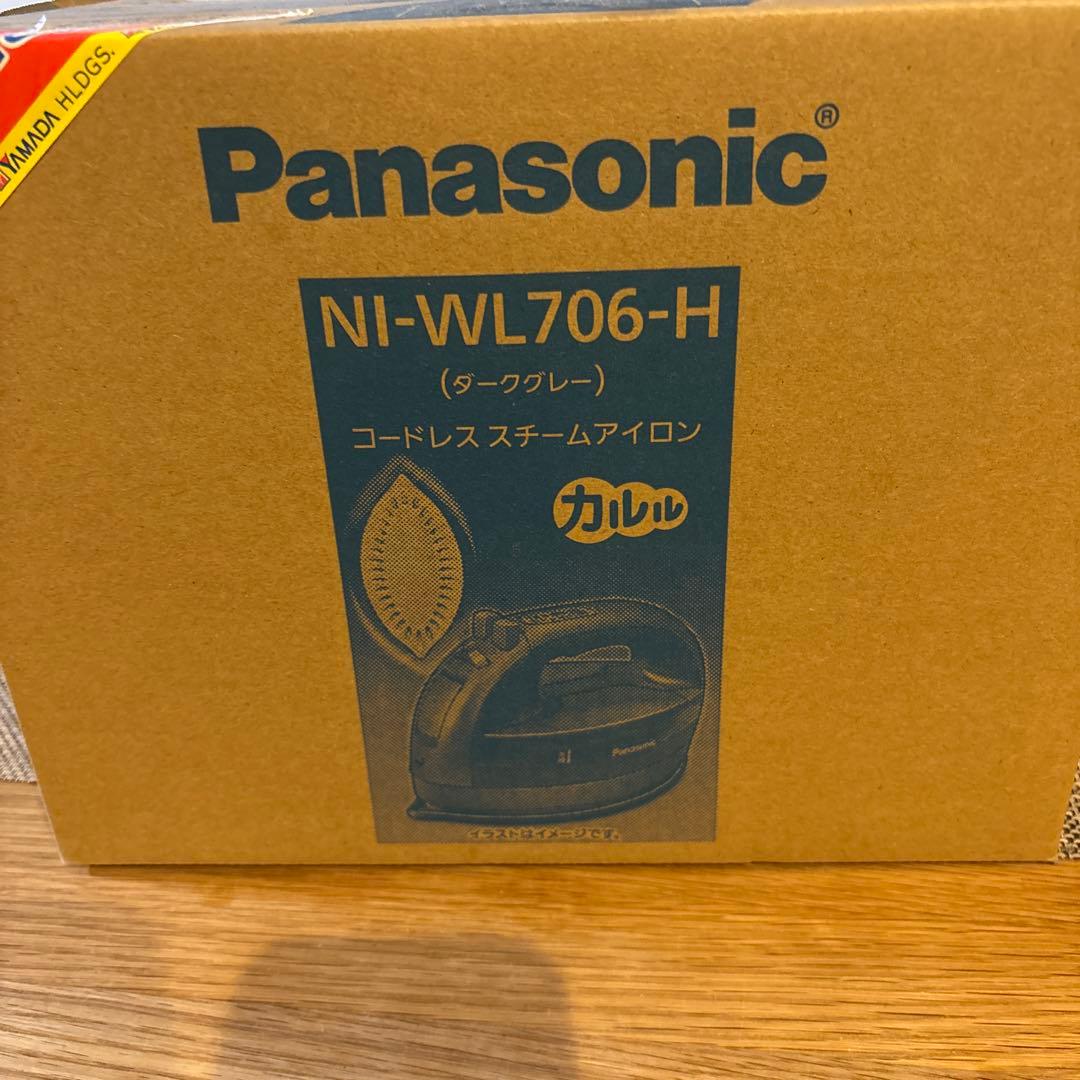 YAMADA HLDGS.
Panasonic®
NI-WL706-H
(ダークグレー)
コードレス スチームアイロン
カルル
Panasonic
イラストはイメージです。